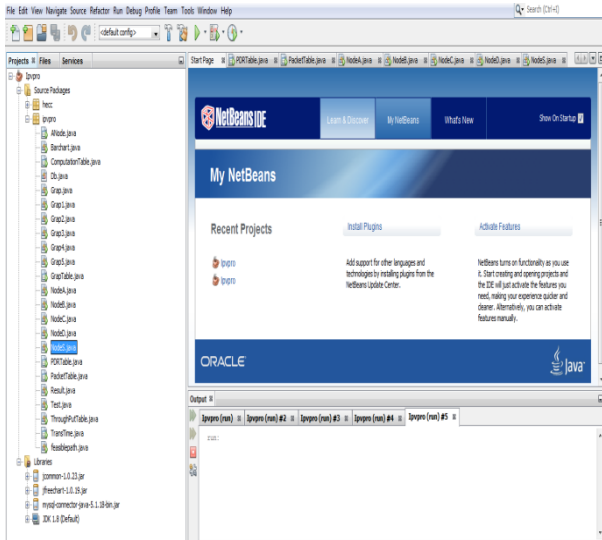 File Edit View Navigate Source Refactor Run Debug Profile Team Tools Window Help
Search (Ctrl+I)
<default config>
Projects Files Services
Start Page PDRTable.java PacketTable.java NodeA.java NodeB.java NodeC.java NodeD.java NodeS.java
Ipvpro
Source Packages
hecc
ipvpro
ANode.java
Barchart.java
ComputationTable.java
Db.java
Grap.java
Grap1.java
Grap2.java
Grap3.java
Grap4.java
Grap5.java
GrapTable.java
NodeA.java
NodeB.java
NodeC.java
NodeD.java
NodeS.java
PDRTable.java
PacketTable.java
Result.java
Test.java
ThroughPutTable.java
TransTime.java
feasiblepath.java
Libraries
jcommon-1.0.23.jar
jfreechart-1.0.19.jar
mysql-connector-java-5.1.18-bin.jar
JDK 1.8 (Default)
NetBeans IDE
Learn & Discover My NetBeans What's New Show On Startup
My NetBeans
Recent Projects
Ipvpro
Ipvpro
Install Plugins
Add support for other languages and
technologies by installing plugins from the
NetBeans Update Center.
Activate Features
NetBeans turns on functionality as you use
it. Start creating and opening projects and
the IDE will just activate the features you
need, making your experience quicker and
cleaner. Alternatively, you can activate
features manually.
ORACLE
Java
Output
Ipvpro (run) Ipvpro (run) #2 Ipvpro (run) #3 Ipvpro (run) #4 Ipvpro (run) #5
run: